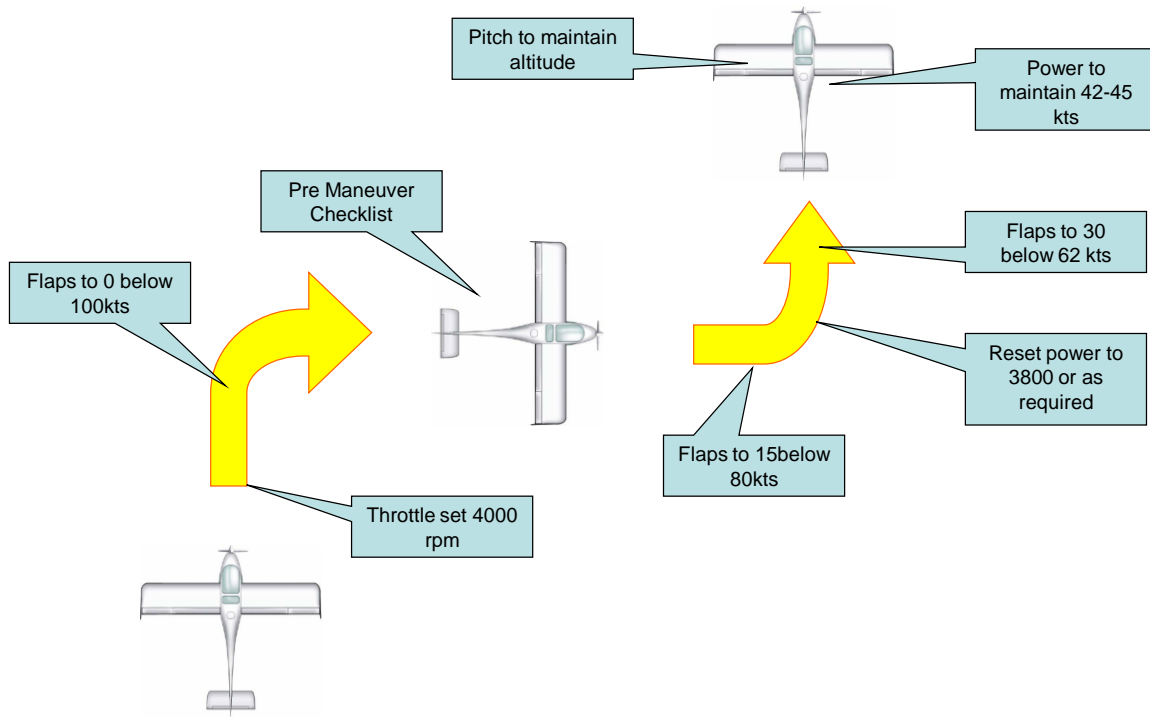 Pitch to maintain
altitude
Power to
maintain 42-45
kts
Pre Maneuver
Checklist
Flaps to 30
below 62 kts
Flaps to 0 below
100kts
Reset power to
3800 or as
required
Flaps to 15below
80kts
Throttle set 4000
rpm